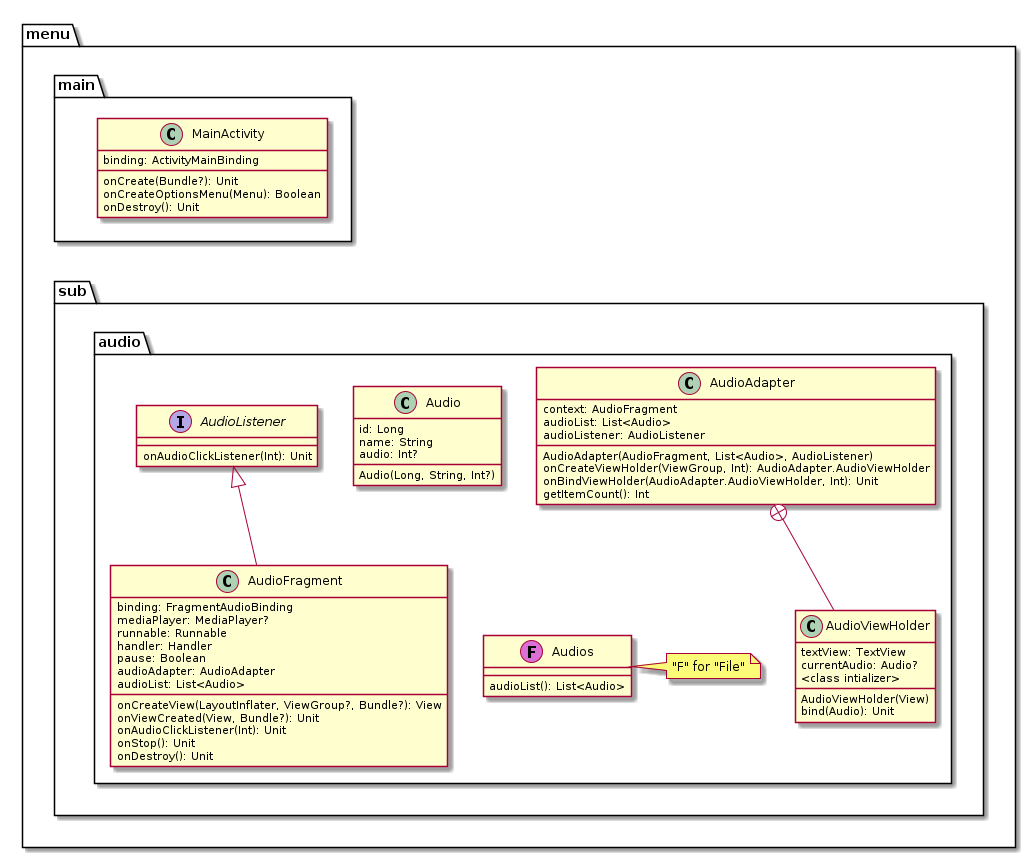 menu
main
C MainActivity
binding: ActivityMainBinding
onCreate(Bundle?): Unit
onCreateOptionsMenu(Menu): Boolean
onDestroy(): Unit
sub
audio
I AudioListener
onAudioClickListener(Int): Unit
C Audio
id: Long
name: String
audio: Int?
Audio(Long, String, Int?)
C AudioAdapter
context: AudioFragment
audioList: List<Audio>
audioListener: AudioListener
AudioAdapter(AudioFragment, List<Audio>, AudioListener)
onCreateViewHolder(ViewGroup, Int): AudioAdapter.AudioViewHolder
onBindViewHolder(AudioAdapter.AudioViewHolder, Int): Unit
getItemCount(): Int
C AudioFragment
binding: FragmentAudioBinding
mediaPlayer: MediaPlayer?
runnable: Runnable
handler: Handler
pause: Boolean
audioAdapter: AudioAdapter
audioList: List<Audio>
onCreateView(LayoutInflater, ViewGroup?, Bundle?): View
onViewCreated(View, Bundle?): Unit
onAudioClickListener(Int): Unit
onStop(): Unit
onDestroy(): Unit
F Audios
audioList(): List<Audio>
"F" for "File"
C AudioViewHolder
textView: TextView
currentAudio: Audio?
<class intializer>
AudioViewHolder(View)
bind(Audio): Unit